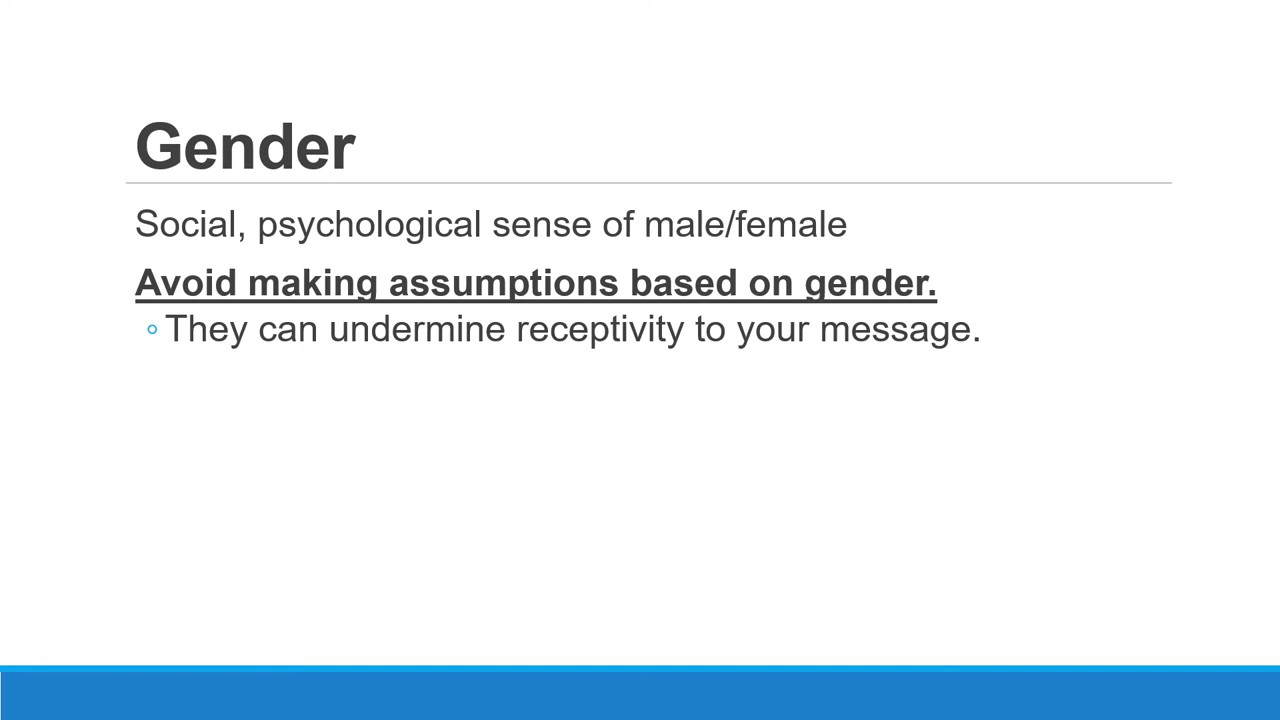 Gender
Social, psychological sense of male/female
Avoid making assumptions based on gender.
◦ They can undermine receptivity to your message.